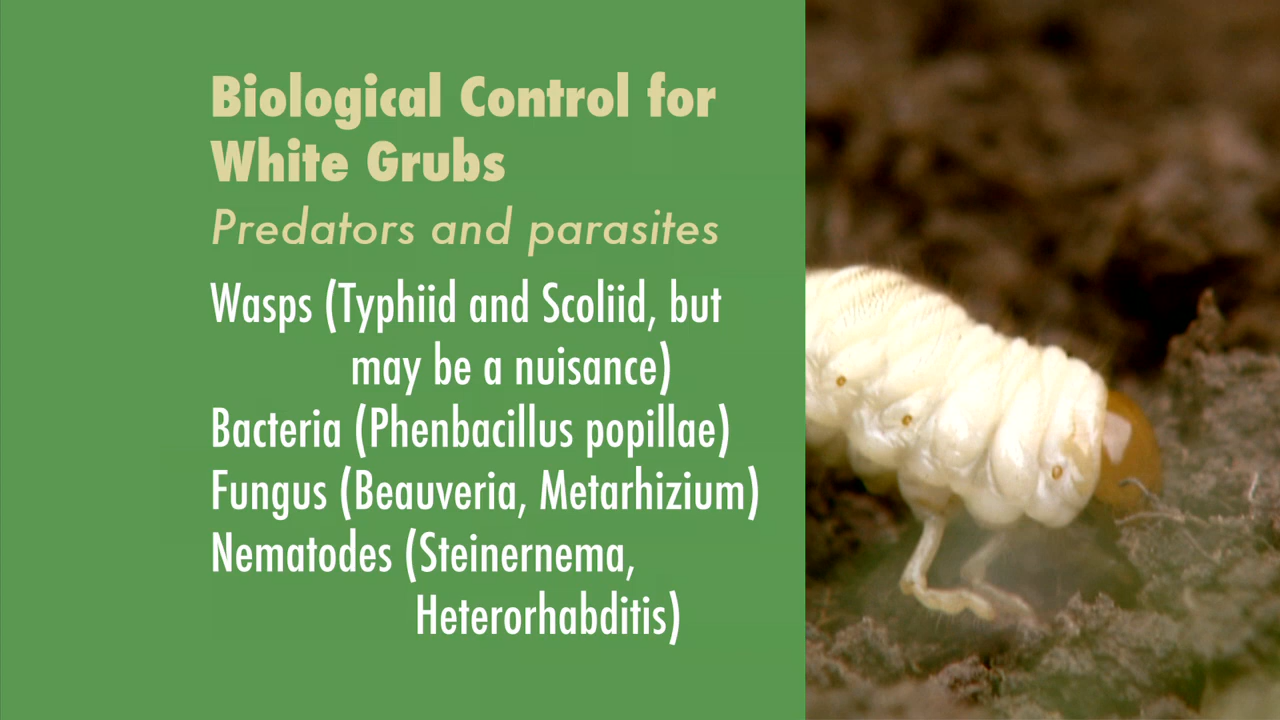 Biological Control for
White Grubs
Predators and parasites
Wasps (Typhiid and Scoliid, but
may be a nuisance)
Bacteria (Phenbacillus popillae)
Fungus (Beauveria, Metarhizium)
Nematodes (Steinernema,
Heterorhabditis)